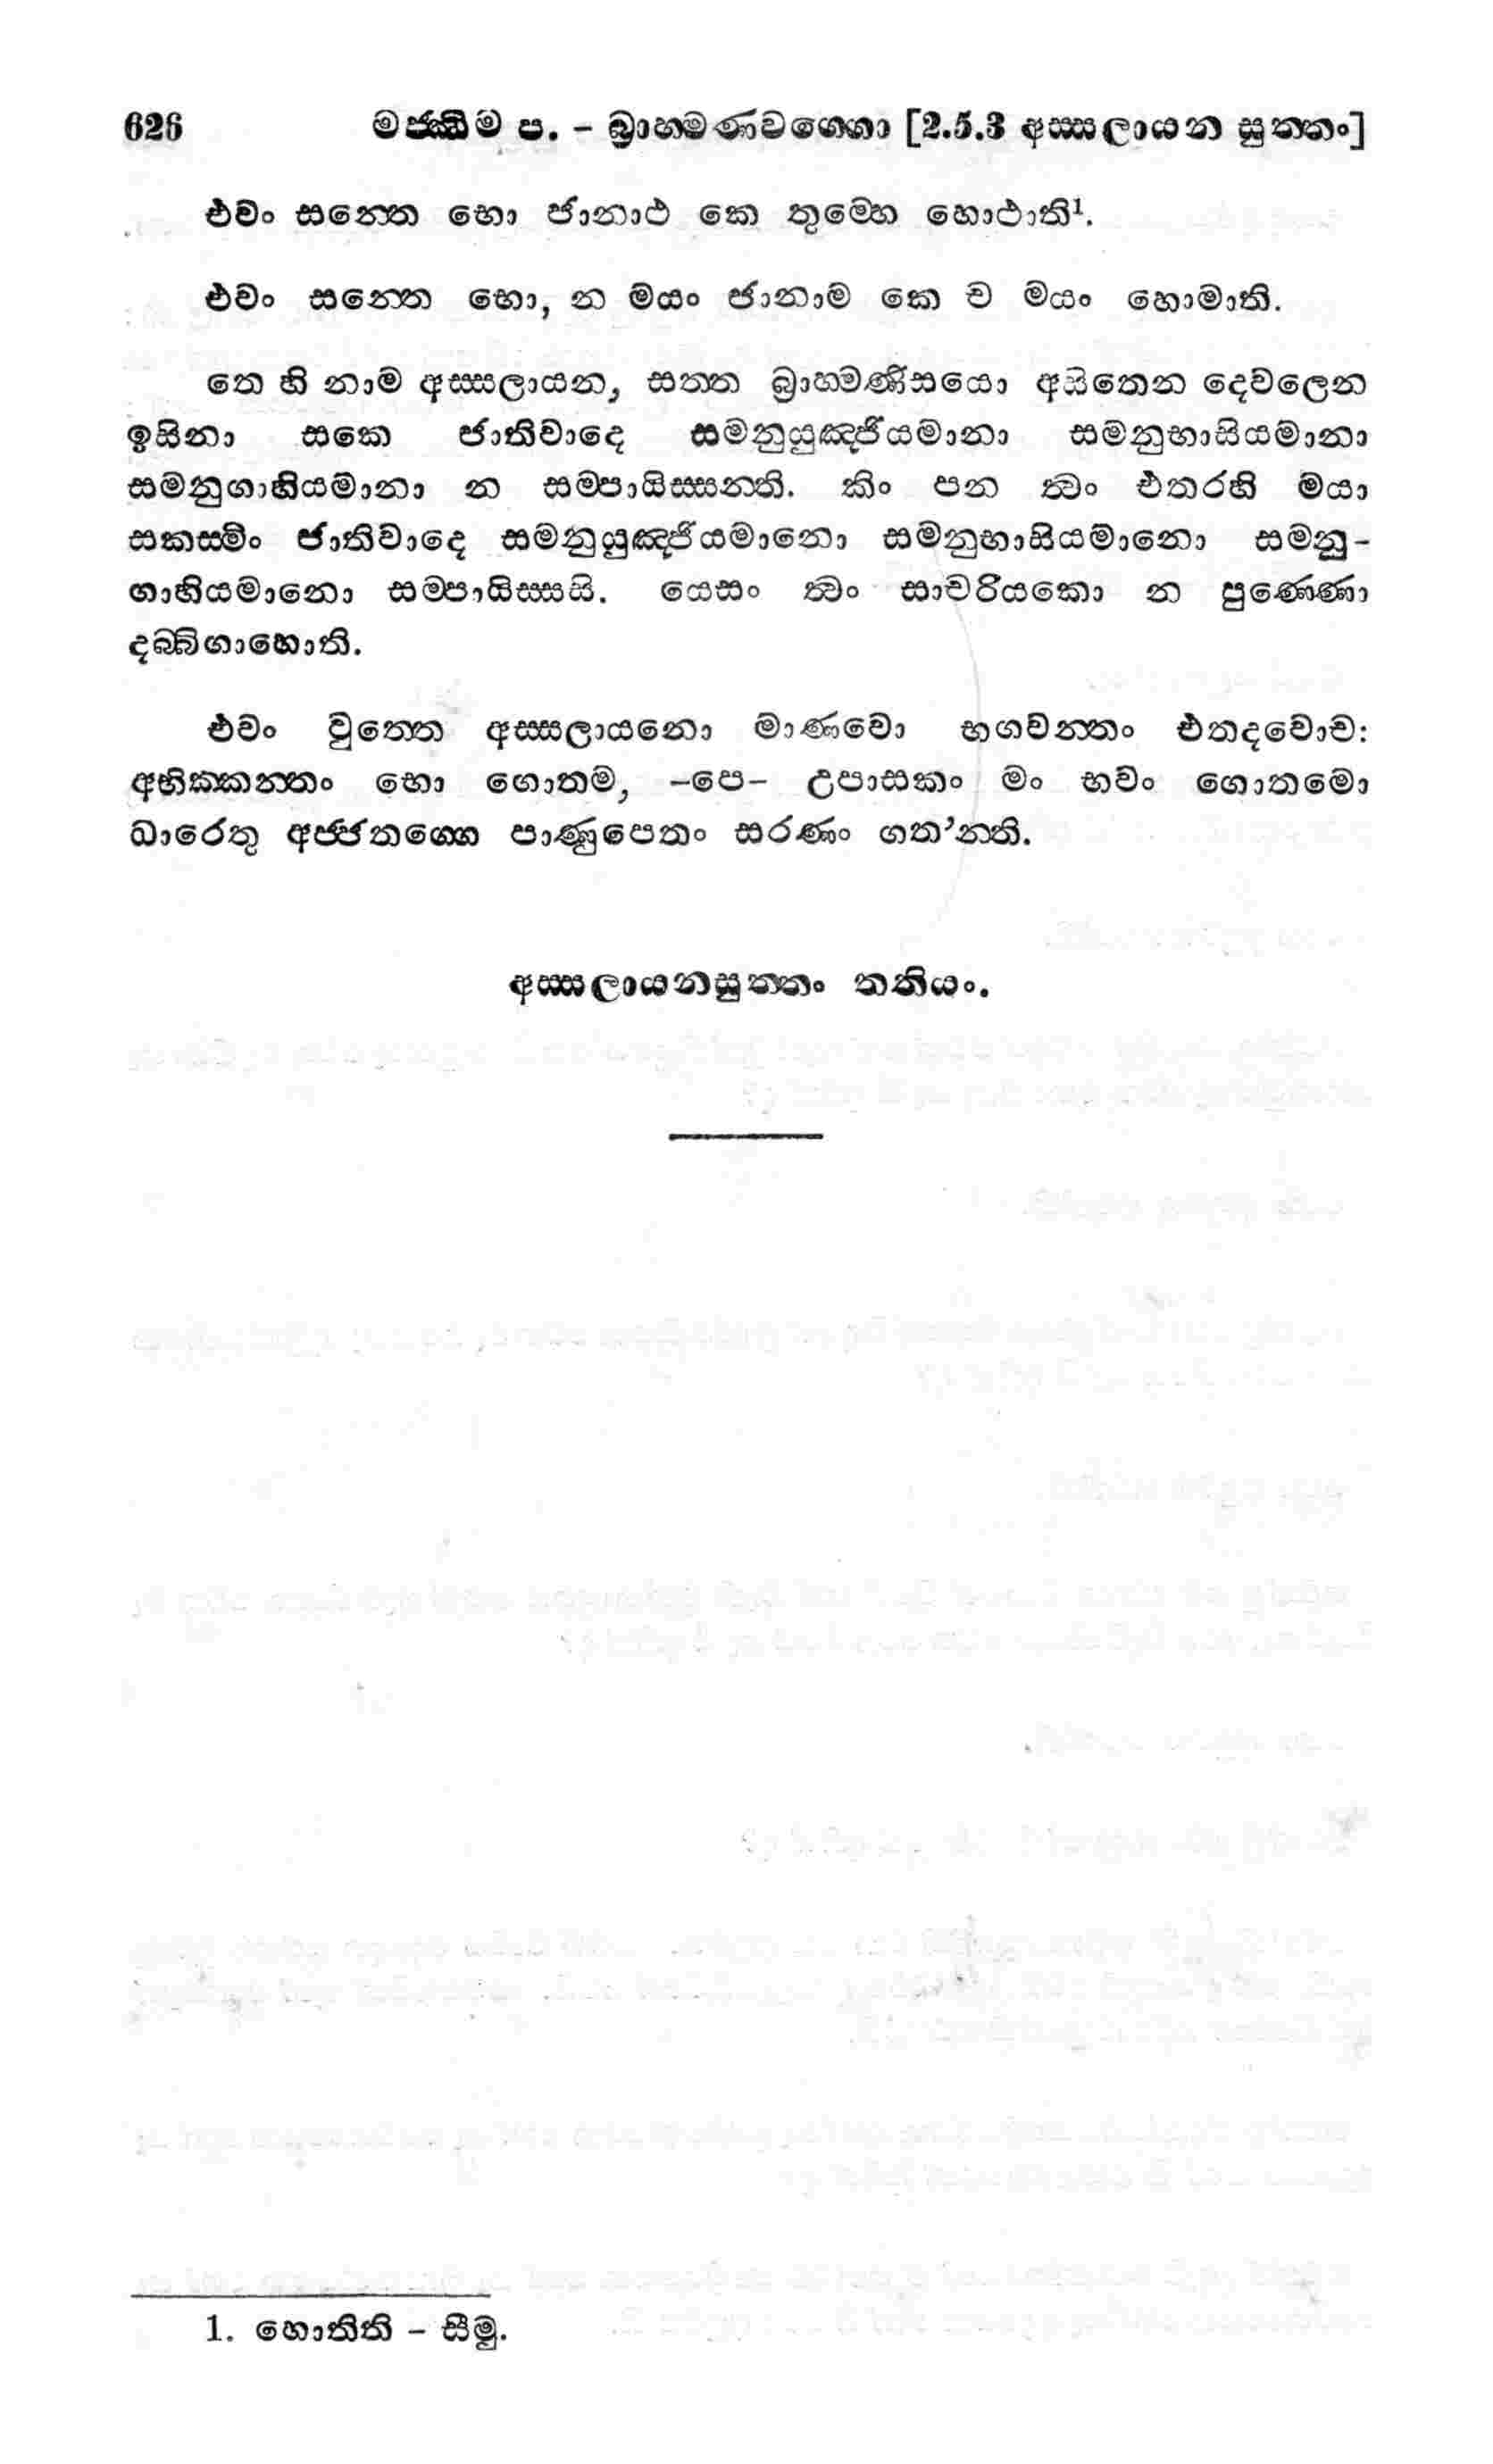 626 මජ්ඣිම ප. – බ්‍රාහ්මණවග්ගො [2.5.3 අස්සලායන සුත්තං]
එවං සන්තෙ භො ජානාථ කෙ තුම්හෙ හොථාති¹.
එවං සන්තෙ භො, න මයං ජානාම කෙ ච මයං හොමාති.
තෙ හි නාම අස්සලායන, සත්ත බ්‍රාහ්මණිසයො අසිතෙන දෙවලෙන
ඉසිනා සකෙ ජාතිවාදෙ සමනුයුඤ්ජියමානා සමනුභාසියමානා
සමනුගාහියමානා න සම්පායිස්සන්ති. කිං පන ත්‍වං එතරහි මයා
සකස්මිං ජාතිවාදෙ සමනුයුඤ්ජියමානො සමනුභාසියමානො සමනු-
ගාහියමානො සම්පායිස්සසි. යෙසං ත්‍වං සාචරියකො න පුණ්ණො
දබ්බිගාහොති.
එවං වුත්තෙ අස්සලායනො මාණවො භගවන්තං එතදවොච:
අභික්කන්තං භො ගොතම, –පෙ– උපාසකං මං භවං ගොතමො
ධාරෙතු අජ්ජතග්ගෙ පාණුපෙතං සරණං ගත’න්ති.
අස්සලායනසුත්තං තතියං.
1. හොතිති – සීමු.